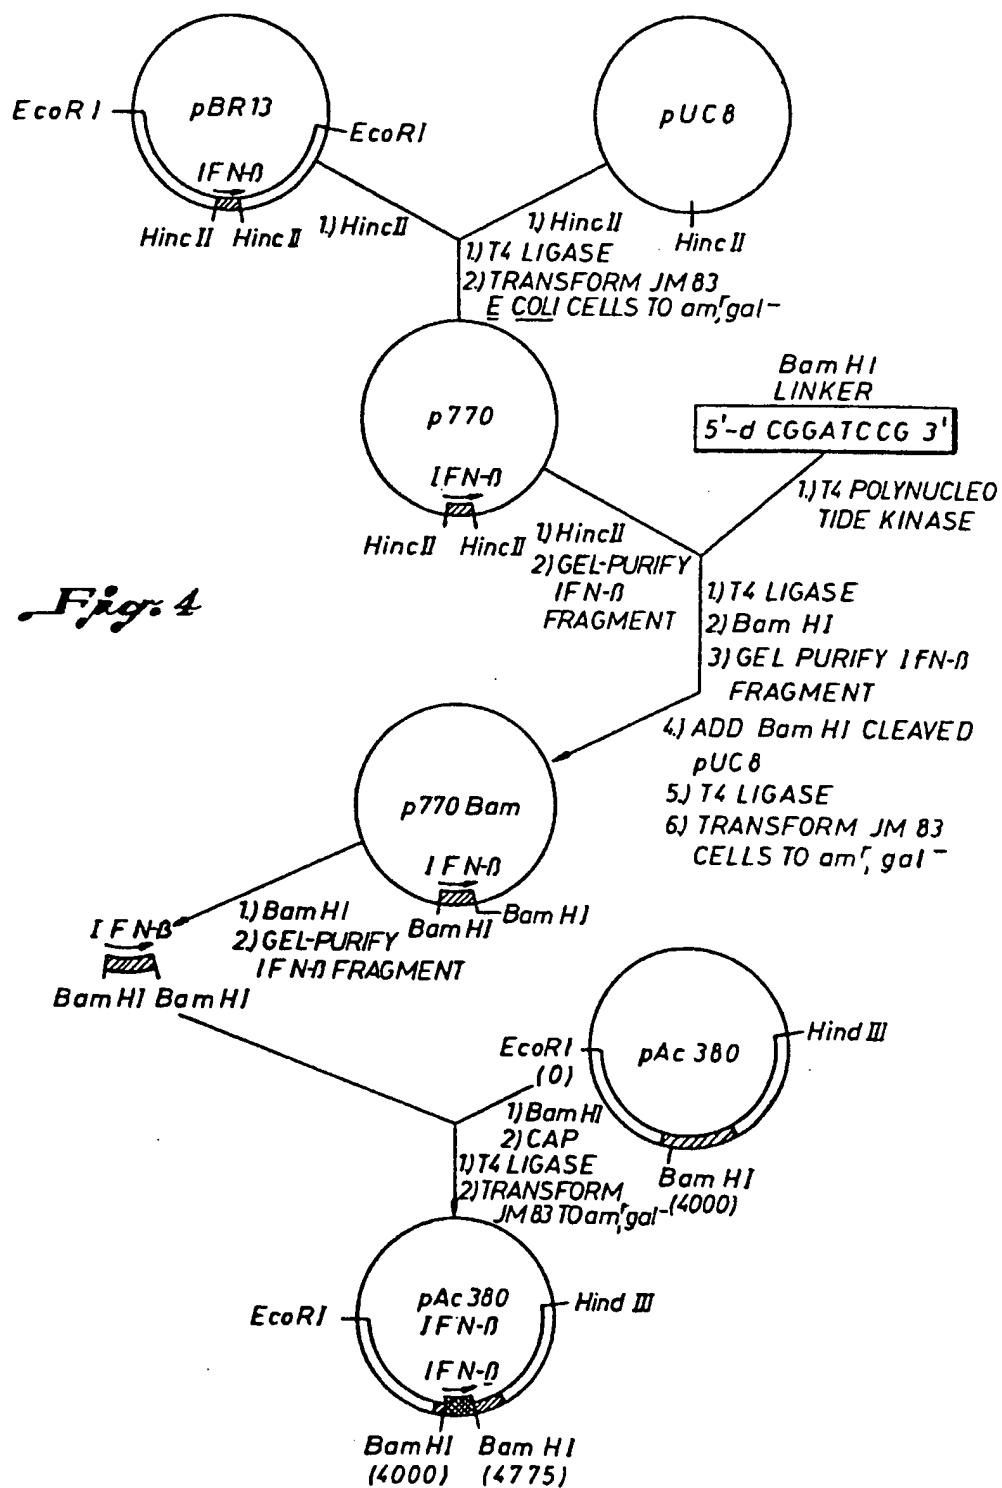 pBR13
EcoRI
EcoRI
IFN-β
HincII HincII
pUC8
HincII
1.) HincII
1.) HincII
1.) T4 LIGASE
2.) TRANSFORM JM 83
E COLI CELLS TO amʳ, gal⁻
p770
IFN-β
HincII HincII
Bam HI
LINKER
5'-d CGGATCCG 3'
1.) T4 POLYNUCLEO
TIDE KINASE
1.) HincII
2.) GEL-PURIFY
IFN-β
FRAGMENT
Fig. 4
1.) T4 LIGASE
2.) Bam HI
3.) GEL PURIFY IFN-β
FRAGMENT
4.) ADD Bam HI CLEAVED
pUC8
5.) T4 LIGASE
6.) TRANSFORM JM 83
CELLS TO amʳ, gal⁻
p770 Bam
IFN-β
BamHI Bam HI
1.) BamHI
2.) GEL-PURIFY
IFN-β FRAGMENT
IFN-β
Bam HI Bam HI
pAc 380
EcoRI
(0)
Hind III
Bam HI
(4000)
1.) BamHI
2.) CAP
1.) T4 LIGASE
2.) TRANSFORM
JM 83 TO amʳ, gal⁻
pAc 380
IFN-β
EcoRI
Hind III
IFN-β
Bam HI Bam HI
(4000) (4775)